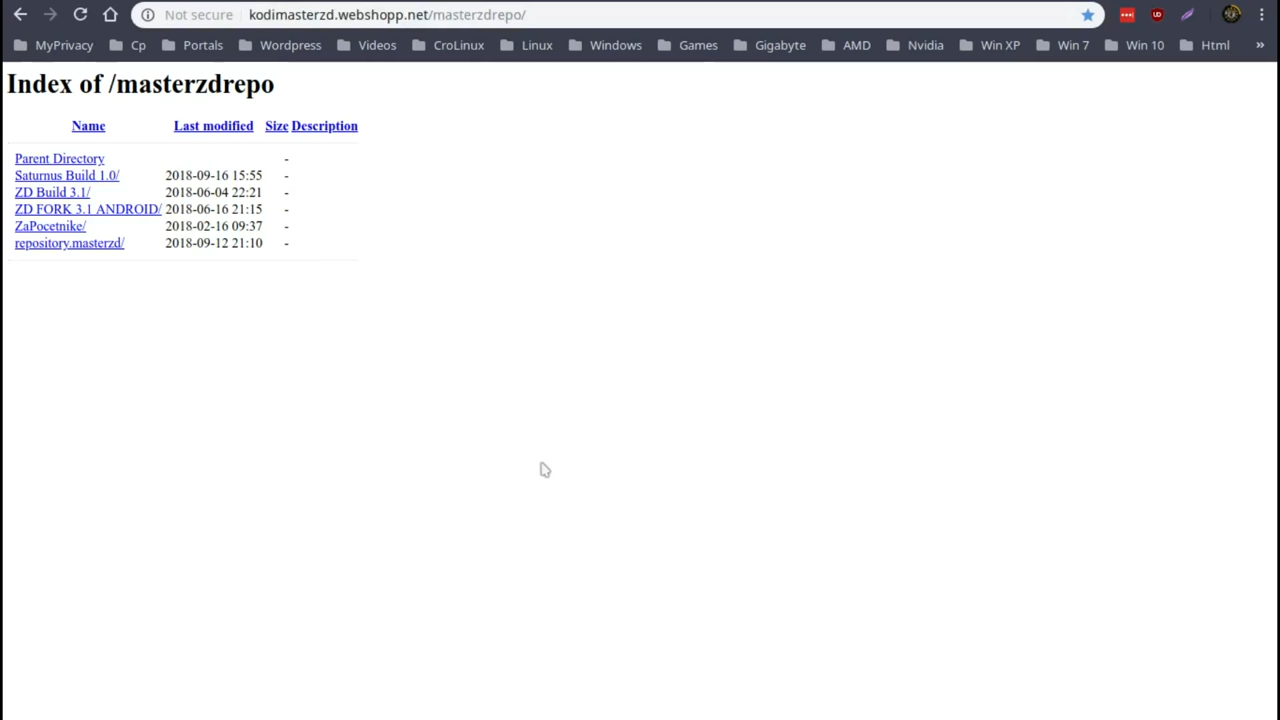 Not secure kodimasterzd.webshopp.net/masterzdrepo/
MyPrivacy Cp Portals Wordpress Videos CroLinux Linux Windows Games Gigabyte AMD Nvidia Win XP Win 7 Win 10 Html »
Index of /masterzdrepo
Name Last modified Size Description
Parent Directory -
Saturnus Build 1.0/ 2018-09-16 15:55 -
ZD Build 3.1/ 2018-06-04 22:21 -
ZD FORK 3.1 ANDROID/ 2018-06-16 21:15 -
ZaPocetnike/ 2018-02-16 09:37 -
repository.masterzd/ 2018-09-12 21:10 -